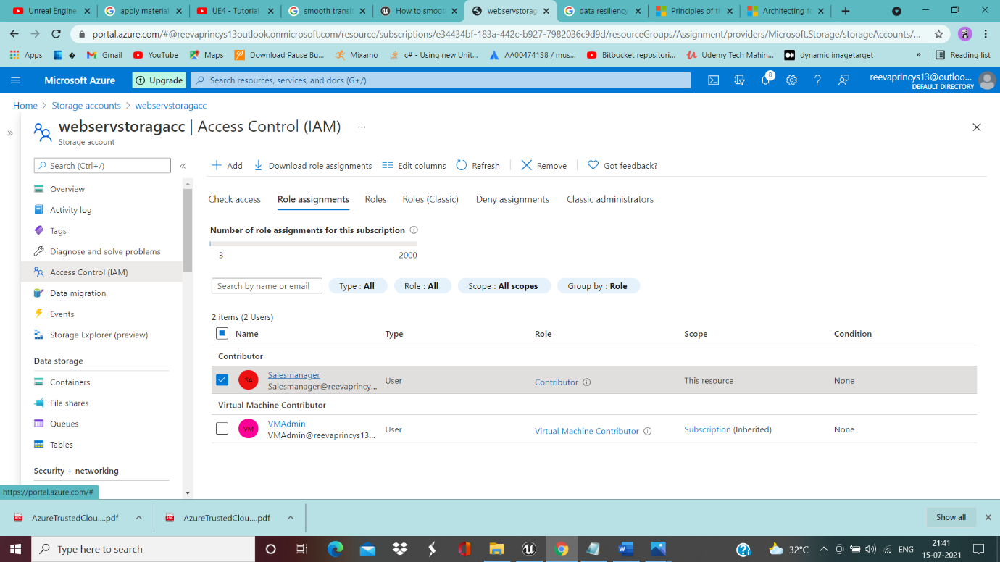 Unreal Engine
apply material
UE4 - Tutorial
smooth transit
How to smoot
webservstorag
data resiliency
Principles of th
Architecting fo
portal.azure.com/#@reevaprincys13outlook.onmicrosoft.com/resource/subscriptions/e34434bf-183a-442c-b927-7982036c9d9d/resourceGroups/Assignment/providers/Microsoft.Storage/storageAccounts/...
Apps
Gmail
YouTube
Maps
Download Pause Bu...
Mixamo
c# - Using new Unit...
AA00474138 / mus...
Bitbucket repositori...
Udemy Tech Mahin...
dynamic imagetarget
»
Reading list
Microsoft Azure
Upgrade
Search resources, services, and docs (G+/)
8
reevaprincys13@outloo...
DEFAULT DIRECTORY
Home > Storage accounts > webservstoragacc
»
webservstoragacc | Access Control (IAM) ...
Storage account
Search (Ctrl+/)
«
Add
Download role assignments
Edit columns
Refresh
Remove
Got feedback?
Overview
Activity log
Tags
Diagnose and solve problems
Access Control (IAM)
Data migration
Events
Storage Explorer (preview)
Data storage
Containers
File shares
Queues
Tables
Security + networking
Check access
Role assignments
Roles
Roles (Classic)
Deny assignments
Classic administrators
Number of role assignments for this subscription
3 2000
Search by name or email
Type : All
Role : All
Scope : All scopes
Group by : Role
2 items (2 Users)
Name Type Role Scope Condition
Contributor
SA Salesmanager User Contributor This resource None
Salesmanager@reevaprincy...
Virtual Machine Contributor
VM VMAdmin User Virtual Machine Contributor Subscription (Inherited) None
VMAdmin@reevaprincys13...
https://portal.azure.com/#
AzureTrustedClou....pdf
AzureTrustedClou....pdf
Show all
Type here to search
32°C
ENG
21:41
15-07-2021